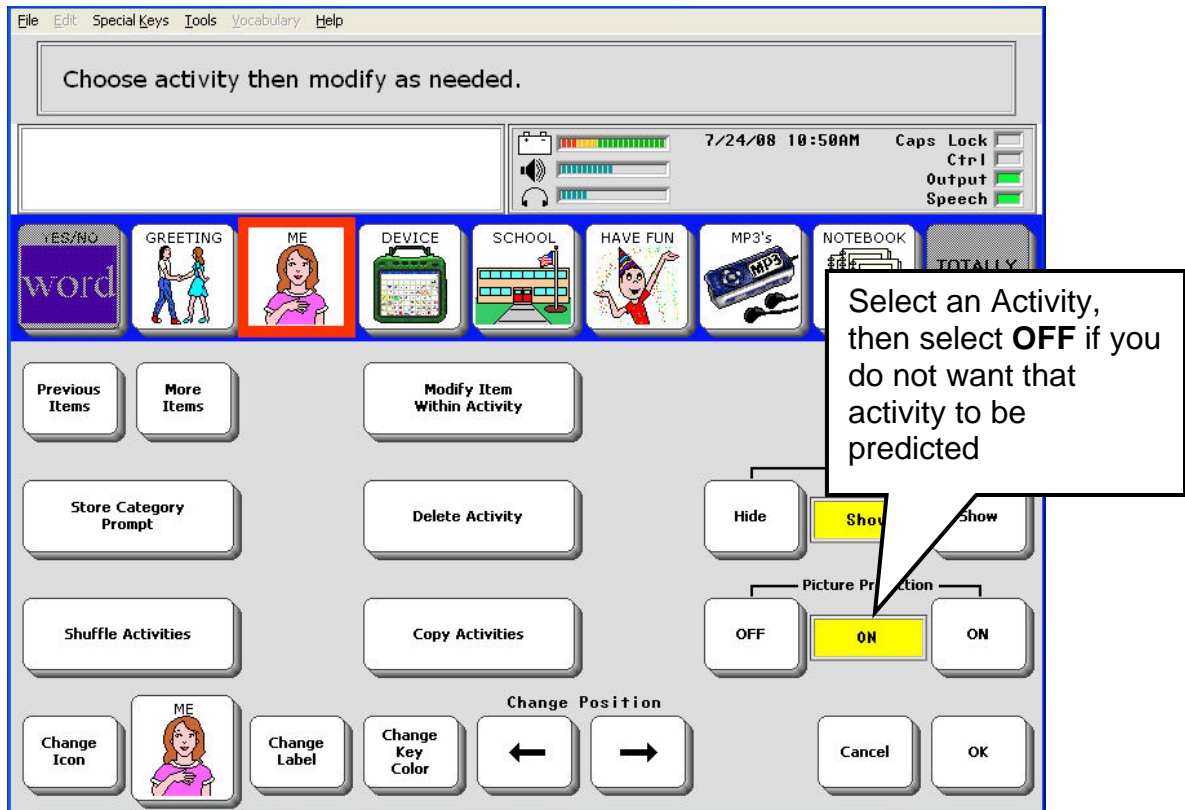 File Edit Special Keys Tools Vocabulary Help
Choose activity then modify as needed.
7/24/08 10:50AM
Caps Lock
Ctrl
Output
Speech
YES/NO
word
GREETING
ME
DEVICE
SCHOOL
HAVE FUN
MP3's
MP3
NOTEBOOK
TOTALLY
Select an Activity,
then select OFF if you
do not want that
activity to be
predicted
Previous
Items
More
Items
Modify Item
Within Activity
Store Category
Prompt
Delete Activity
Hide
Show
Shuffle Activities
Copy Activities
Picture
OFF
ON
ON
ME
Change
Icon
Change
Label
Change
Key
Color
Change Position
Cancel
OK